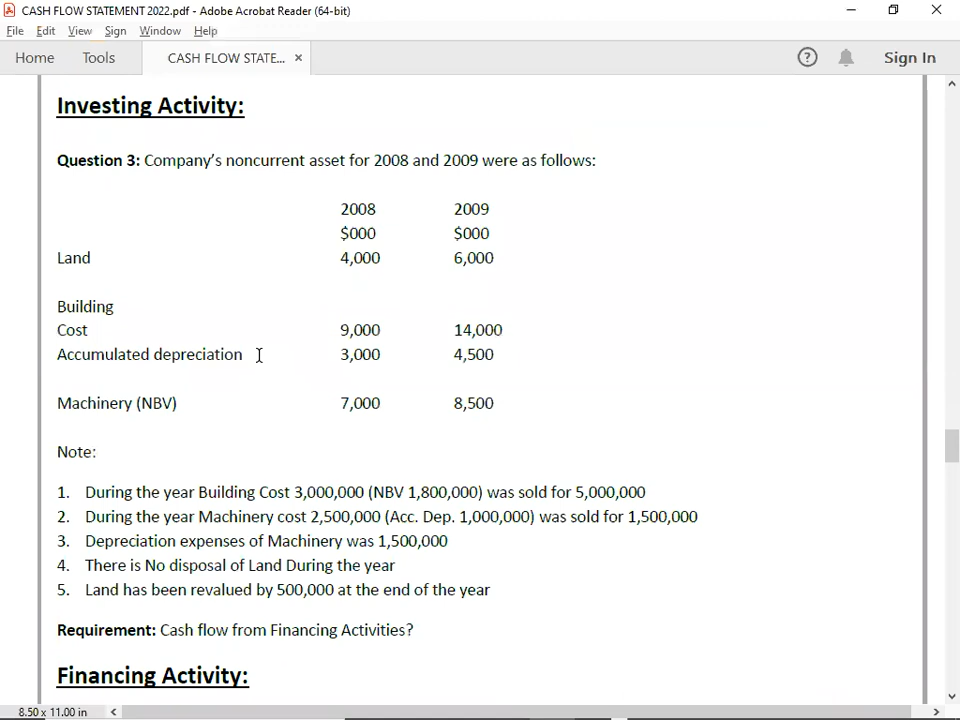 CASH FLOW STATEMENT 2022.pdf - Adobe Acrobat Reader (64-bit)
File Edit View Sign Window Help
Home Tools CASH FLOW STATE... × ? Sign In
Investing Activity:
Question 3: Company's noncurrent asset for 2008 and 2009 were as follows:
2008 2009
$000 $000
Land 4,000 6,000
Building
Cost 9,000 14,000
Accumulated depreciation 3,000 4,500
Machinery (NBV) 7,000 8,500
Note:
1. During the year Building Cost 3,000,000 (NBV 1,800,000) was sold for 5,000,000
2. During the year Machinery cost 2,500,000 (Acc. Dep. 1,000,000) was sold for 1,500,000
3. Depreciation expenses of Machinery was 1,500,000
4. There is No disposal of Land During the year
5. Land has been revalued by 500,000 at the end of the year
Requirement: Cash flow from Financing Activities?
Financing Activity:
8.50 x 11.00 in